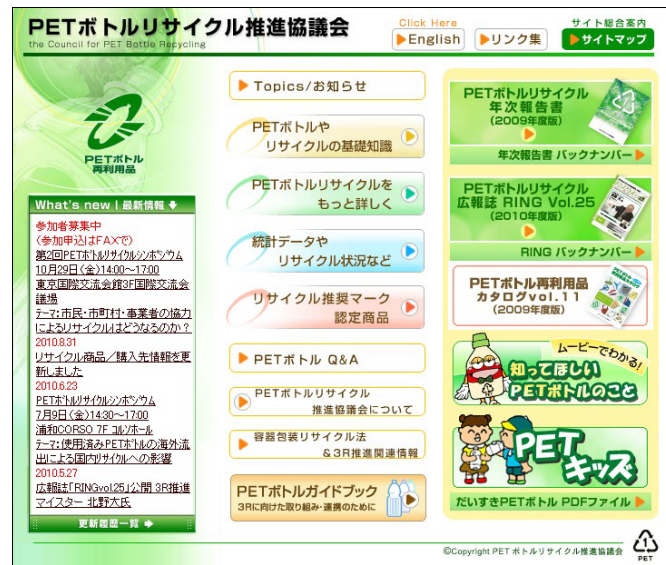 PETボトルリサイクル推進協議会
the Council for PET Bottle Recycling
Click Here
English
リンク集
サイト総合案内
サイトマップ
PETボトル
再利用品
What's new | 最新情報
参加者募集中
(参加申込はFAXで)
第2回PETボトルリサイクルシンポジウム
10月29日(金)14:00~17:00
東京国際交流会館3F国際交流会
議場
テーマ:市民・市町村・事業者の協力
によるリサイクルはどうなるのか?
2010.8.31
リサイクル商品/購入先情報を更
新しました
2010.6.23
PETボトルリサイクルシンポジウム
7月9日(金)14:30~17:00
浦和CORSO 7F コルソホール
テーマ:使用済みPETボトルの海外流
出による国内リサイクルへの影響
2010.5.27
広報誌「RINGvol.25」公開 3R推進
マイスター 北野大氏
更新履歴一覧
Topics/お知らせ
PETボトルや
リサイクルの基礎知識
PETボトルリサイクルを
もっと詳しく
統計データや
リサイクル状況など
リサイクル推奨マーク
認定商品
PETボトル Q&A
PETボトルリサイクル
推進協議会について
容器包装リサイクル法
&3R推進関連情報
PETボトルガイドブック
3Rに向けた取り組み・連携のために
PETボトルリサイクル
年次報告書
(2009年度版)
年次報告書 バックナンバー
PETボトルリサイクル
広報誌 RING Vol.25
(2010年度版)
RING バックナンバー
PETボトル再利用品
カタログvol.11
(2009年度版)
ムービーでわかる!
知ってほしい
PETボトルのこと
PET
キッズ
だいすきPETボトル PDFファイル
©Copyright PET ボトルリサイクル推進協議会
1
PET